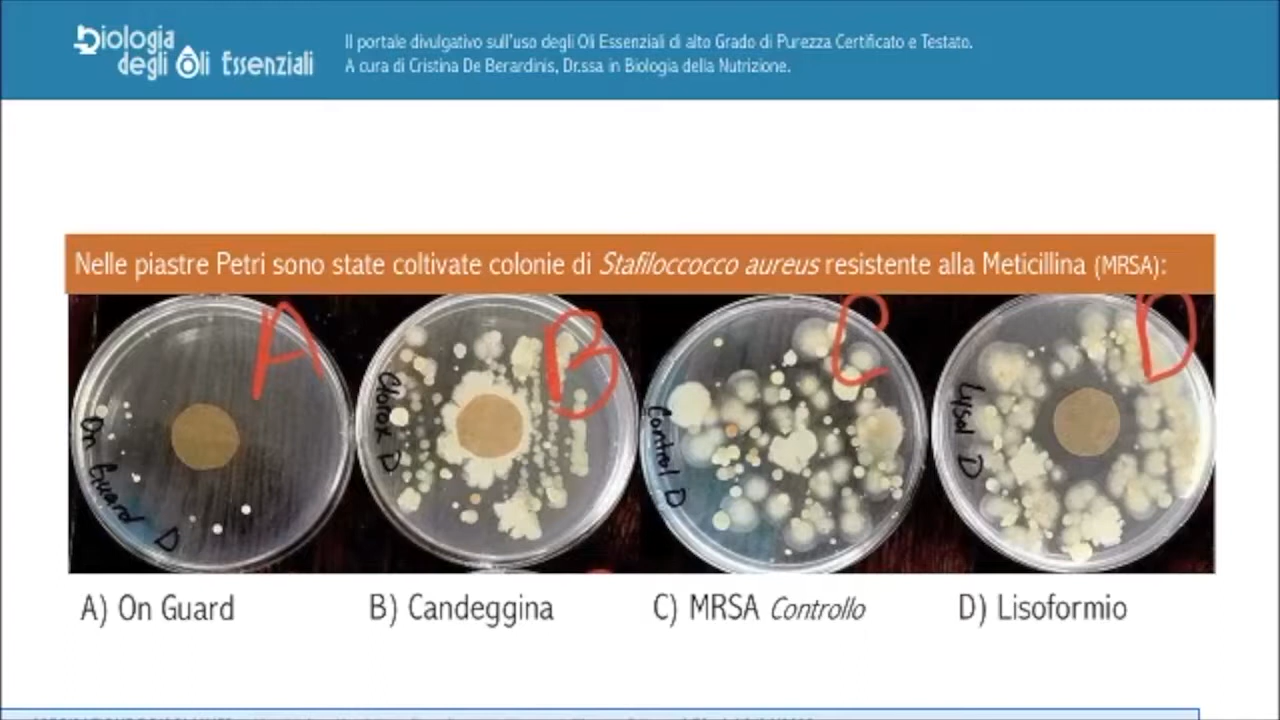 Biologia
degli Oli Essenziali
Il portale divulgativo sull'uso degli Oli Essenziali di alto Grado di Purezza Certificato e Testato.
A cura di Cristina De Berardinis, Dr.ssa in Biologia della Nutrizione.
Nelle piastre Petri sono state coltivate colonie di Stafiloccocco aureus resistente alla Meticillina (MRSA):
A B C D
On Guard D
Clorox D
Control D
Lysol D
A) On Guard B) Candeggina C) MRSA Controllo D) Lisoformio